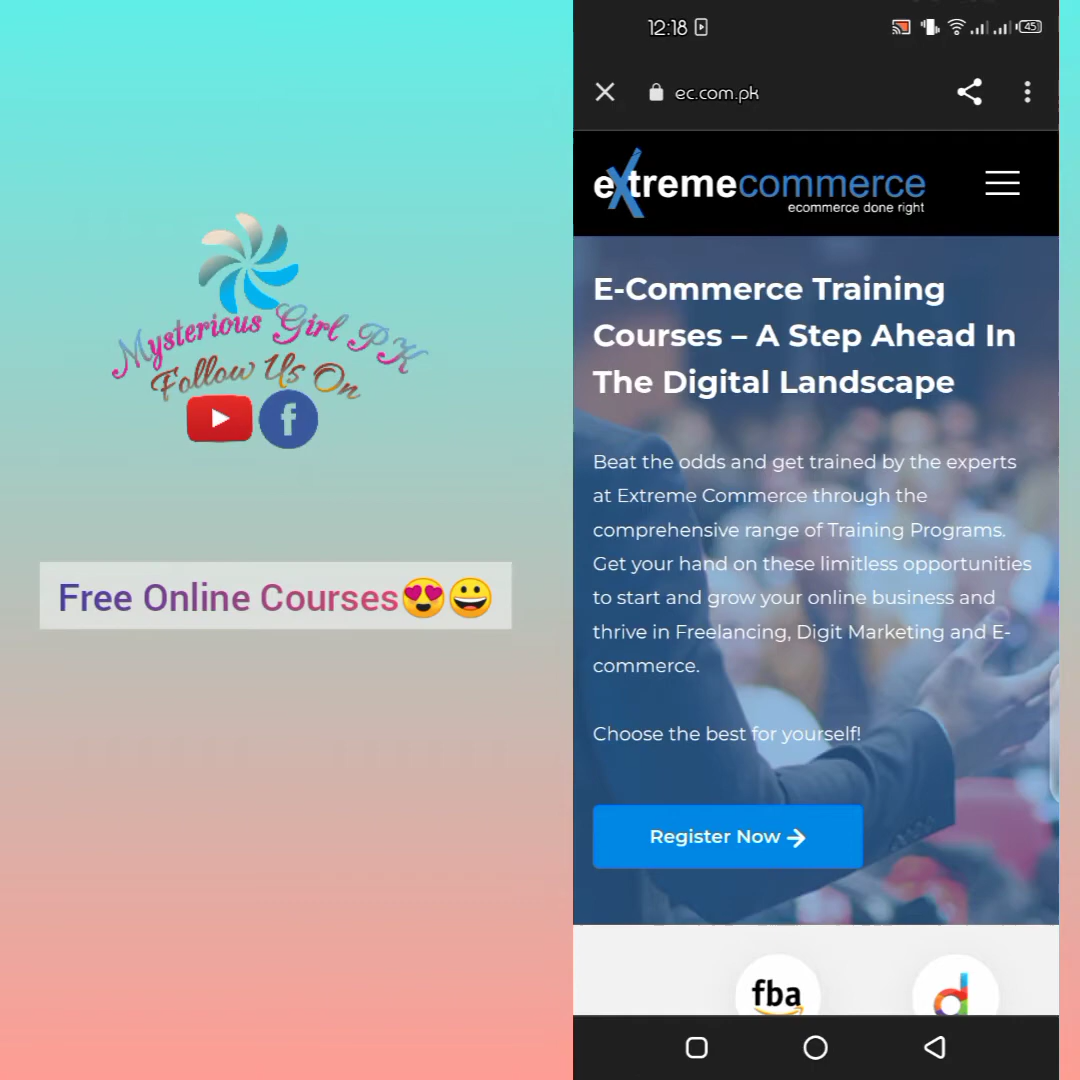 Mysterious Girl PK
Follow Us On
f
Free Online Courses😍😀
12:18
45
ec.com.pk
extremecommerce
ecommerce done right
E-Commerce Training
Courses – A Step Ahead In
The Digital Landscape
Beat the odds and get trained by the experts
at Extreme Commerce through the
comprehensive range of Training Programs.
Get your hand on these limitless opportunities
to start and grow your online business and
thrive in Freelancing, Digit Marketing and E-
commerce.
Choose the best for yourself!
Register Now →
fba
d